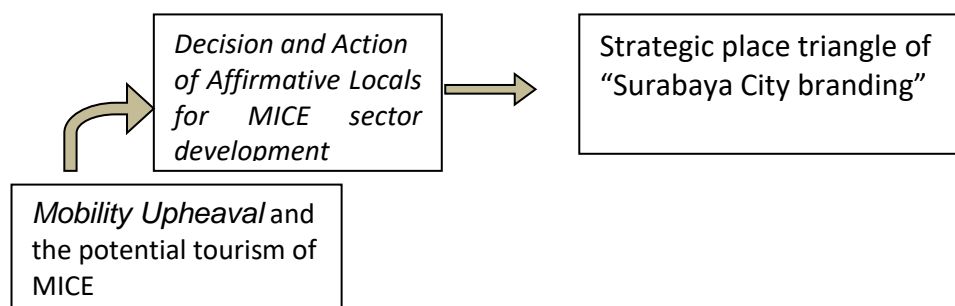 Decision and Action
of Affirmative Locals
for MICE sector
development
Strategic place triangle of
“Surabaya City branding”
Mobility Upheaval and
the potential tourism of
MICE